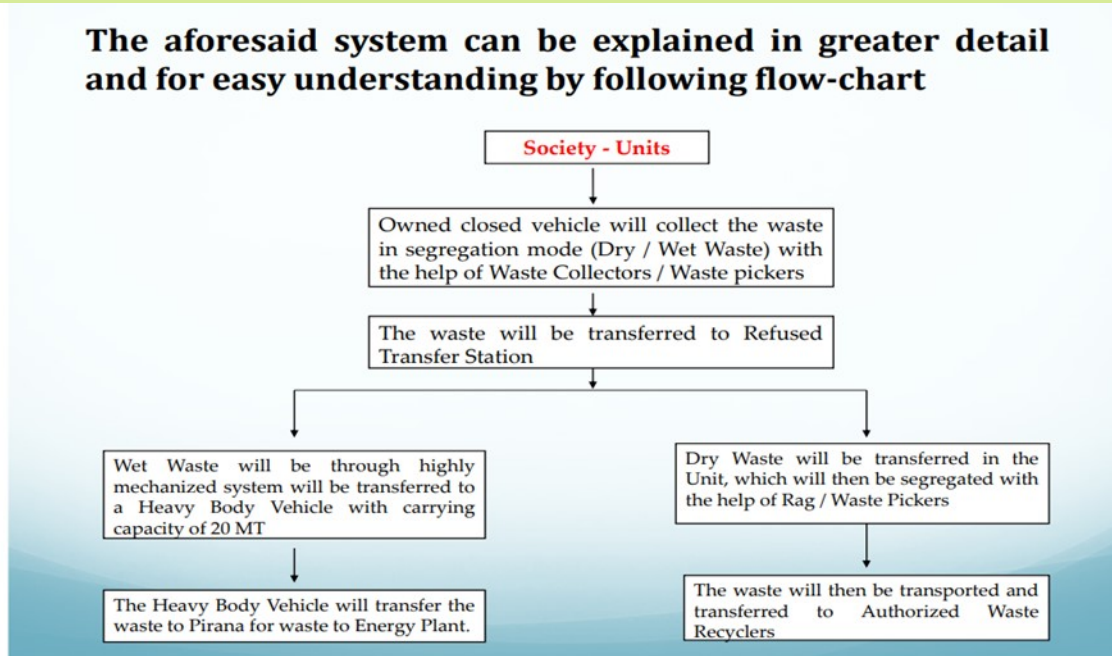 The aforesaid system can be explained in greater detail
and for easy understanding by following flow-chart
Society - Units
Owned closed vehicle will collect the waste
in segregation mode (Dry / Wet Waste) with
the help of Waste Collectors / Waste pickers
The waste will be transferred to Refused
Transfer Station
Wet Waste will be through highly
mechanized system will be transferred to
a Heavy Body Vehicle with carrying
capacity of 20 MT
The Heavy Body Vehicle will transfer the
waste to Pirana for waste to Energy Plant.
Dry Waste will be transferred in the
Unit, which will then be segregated with
the help of Rag / Waste Pickers
The waste will then be transported and
transferred to Authorized Waste
Recyclers